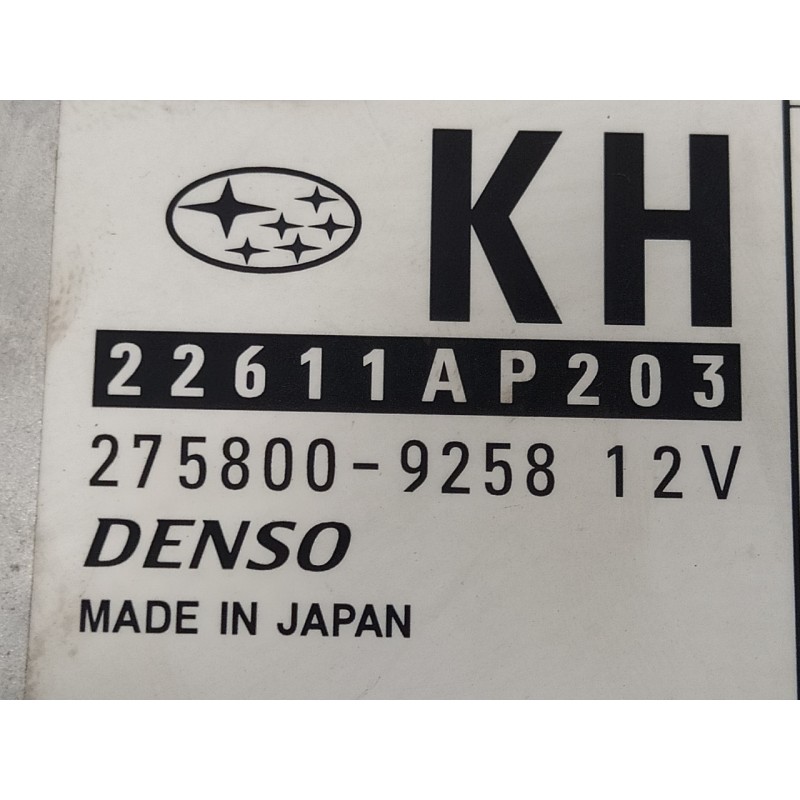 KH
22611AP203
275800-9258 12V
DENSO
MADE IN JAPAN